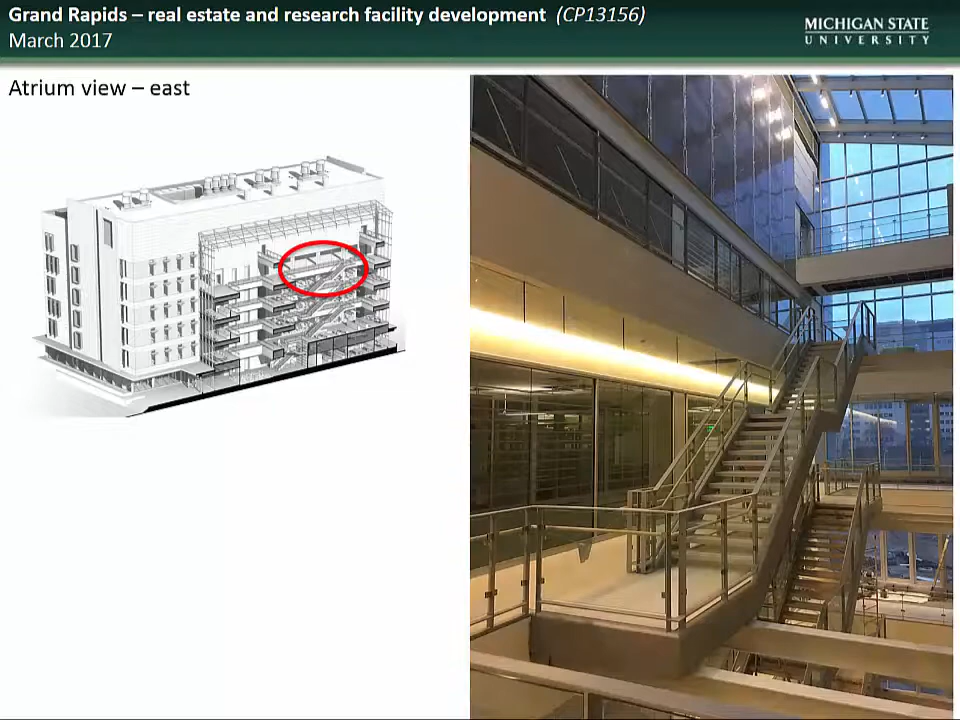 Grand Rapids – real estate and research facility development (CP13156)
March 2017
MICHIGAN STATE
UNIVERSITY
Atrium view – east